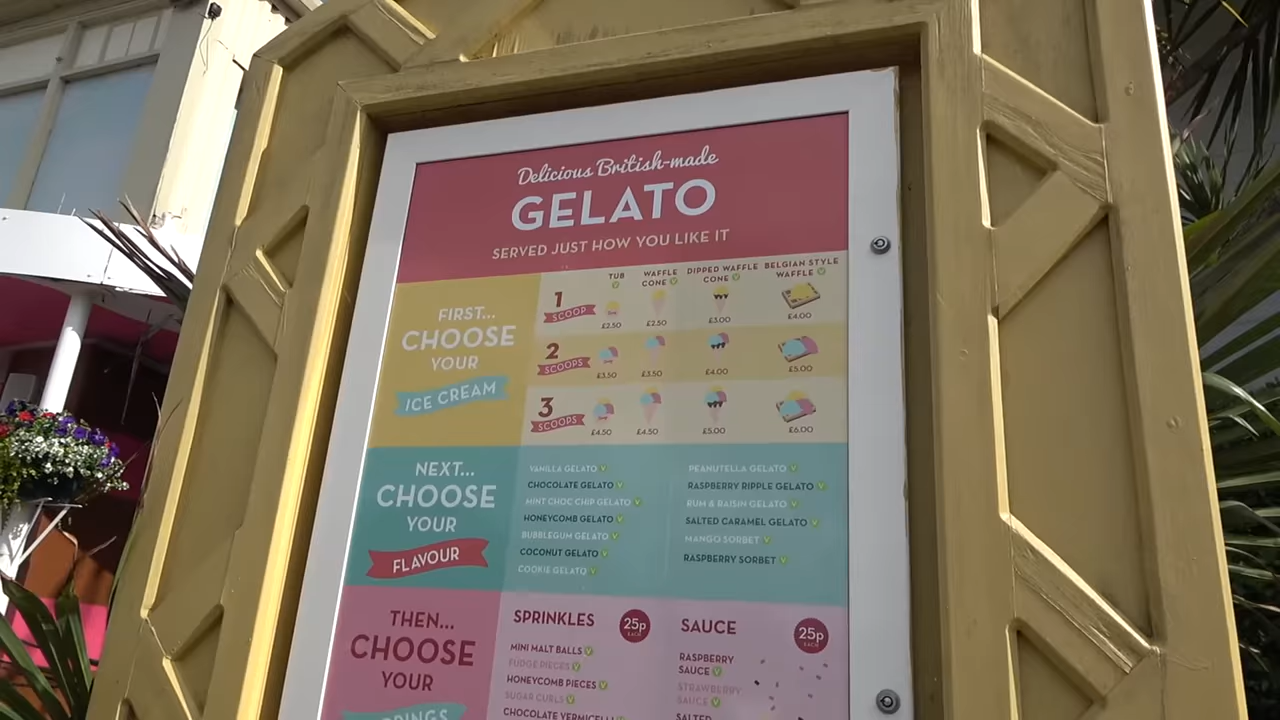 Delicious British-made
GELATO
SERVED JUST HOW YOU LIKE IT
FIRST...
CHOOSE
YOUR
ICE CREAM
TUB
V
WAFFLE
CONE V
DIPPED WAFFLE
CONE V
BELGIAN STYLE
WAFFLE V
1
SCOOP
£2.50 £2.50 £3.00 £4.00
2
SCOOPS
£3.50 £3.50 £4.00 £5.00
3
SCOOPS
£4.50 £4.50 £5.00 £6.00
NEXT...
CHOOSE
YOUR
FLAVOUR
VANILLA GELATO V
CHOCOLATE GELATO V
MINT CHOC CHIP GELATO V
HONEYCOMB GELATO V
BUBBLEGUM GELATO V
COCONUT GELATO V
COOKIE GELATO V
PEANUTELLA GELATO V
RASPBERRY RIPPLE GELATO V
RUM & RAISIN GELATO V
SALTED CARAMEL GELATO V
MANGO SORBET V
RASPBERRY SORBET V
THEN...
CHOOSE
YOUR
SPRINKLES
25p
EACH
MINI MALT BALLS V
FUDGE PIECES V
HONEYCOMB PIECES V
SUGAR CURLS V
CHOCOLATE VERMICELLI
SAUCE
25p
EACH
RASPBERRY
SAUCE V
STRAWBERRY
SAUCE V
SALTED